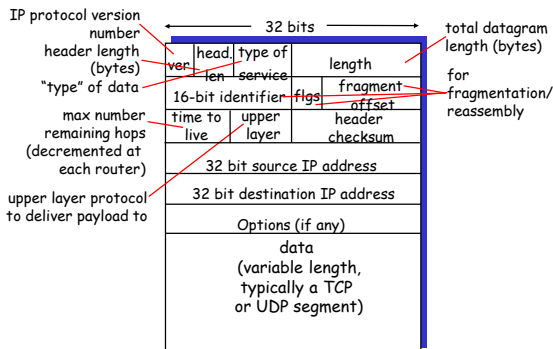 32 bits
IP protocol version
number
header length
(bytes)
“type” of data
max number
remaining hops
(decremented at
each router)
upper layer protocol
to deliver payload to
ver
head.
len
type of
service
length
16-bit identifier
flgs
fragment
offset
time to
live
upper
layer
header
checksum
32 bit source IP address
32 bit destination IP address
Options (if any)
data
(variable length,
typically a TCP
or UDP segment)
total datagram
length (bytes)
for
fragmentation/
reassembly